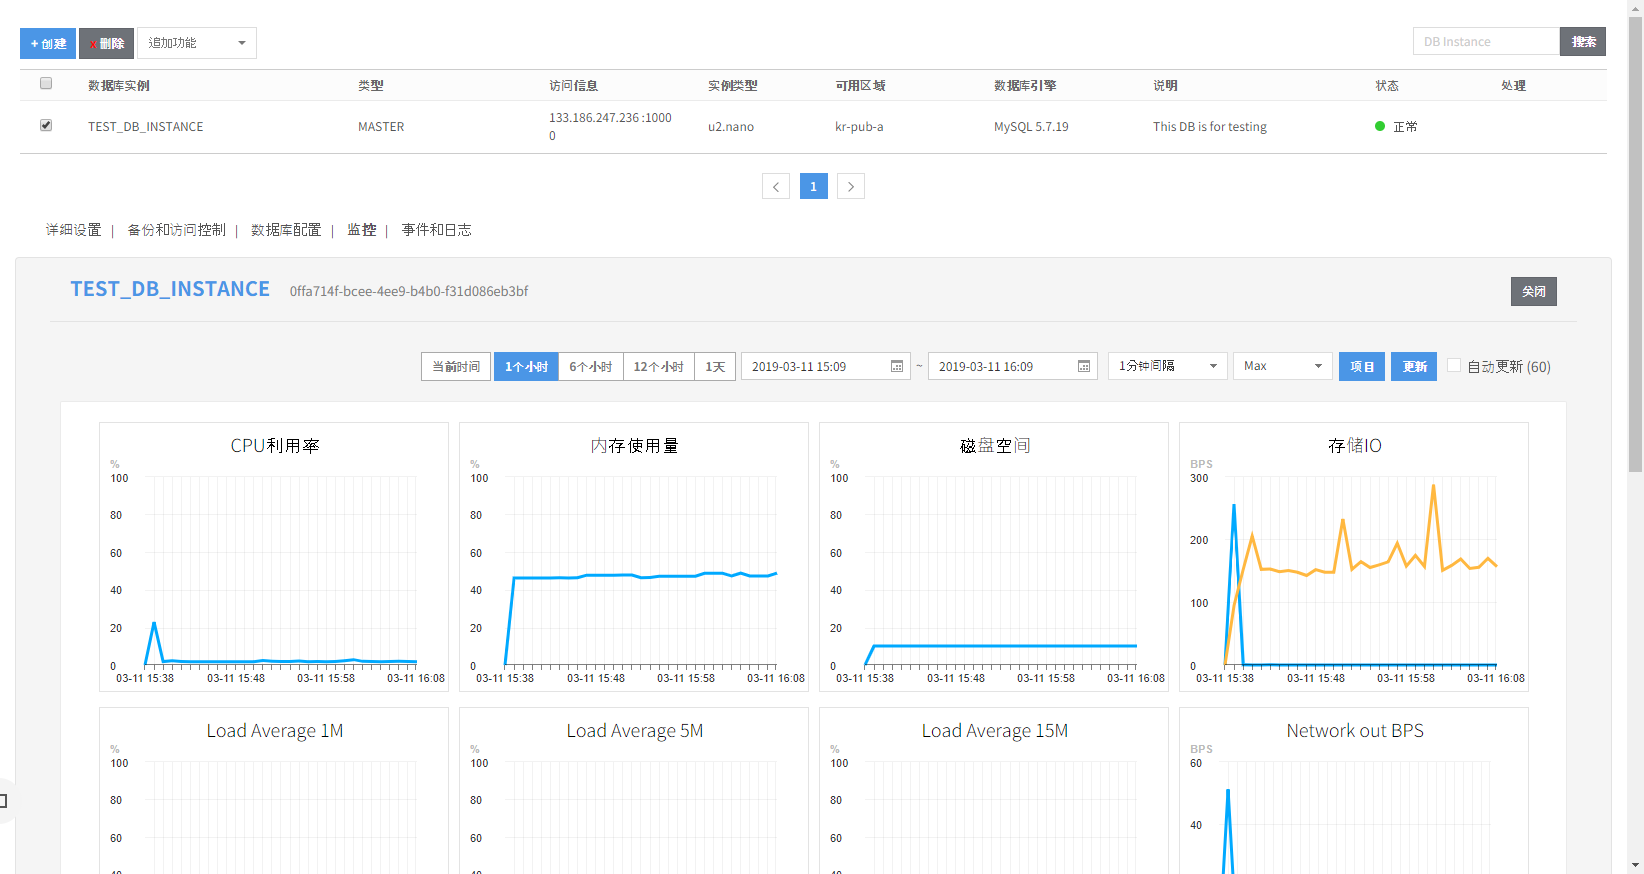 + 创建 x 删除 追加功能 DB Instance 搜索
数据库实例 类型 访问信息 实例类型 可用区域 数据库引擎 说明 状态 处理
TEST_DB_INSTANCE MASTER 133.186.247.236 :1000 u2.nano kr-pub-a MySQL 5.7.19 This DB is for testing 正常
0
1
详细设置 | 备份和访问控制 | 数据库配置 | 监控 | 事件和日志
TEST_DB_INSTANCE 0ffa714f-bcee-4ee9-b4b0-f31d086eb3bf 关闭
当前时间 1个小时 6个小时 12个小时 1天 2019-03-11 15:09 ~ 2019-03-11 16:09 1分钟间隔 Max 项目 更新 自动更新 (60)
CPU利用率
%
100
80
60
40
20
0
03-11 15:38 03-11 15:48 03-11 15:58 03-11 16:08
内存使用量
%
100
80
60
40
20
0
03-11 15:38 03-11 15:48 03-11 15:58 03-11 16:08
磁盘空间
%
100
80
60
40
20
0
03-11 15:38 03-11 15:48 03-11 15:58 03-11 16:08
存储IO
BPS
300
200
100
0
03-11 15:38 03-11 15:48 03-11 15:58 03-11 16:08
Load Average 1M
%
100
80
60
40
Load Average 5M
%
100
80
60
40
Load Average 15M
%
100
80
60
40
Network out BPS
BPS
60
40